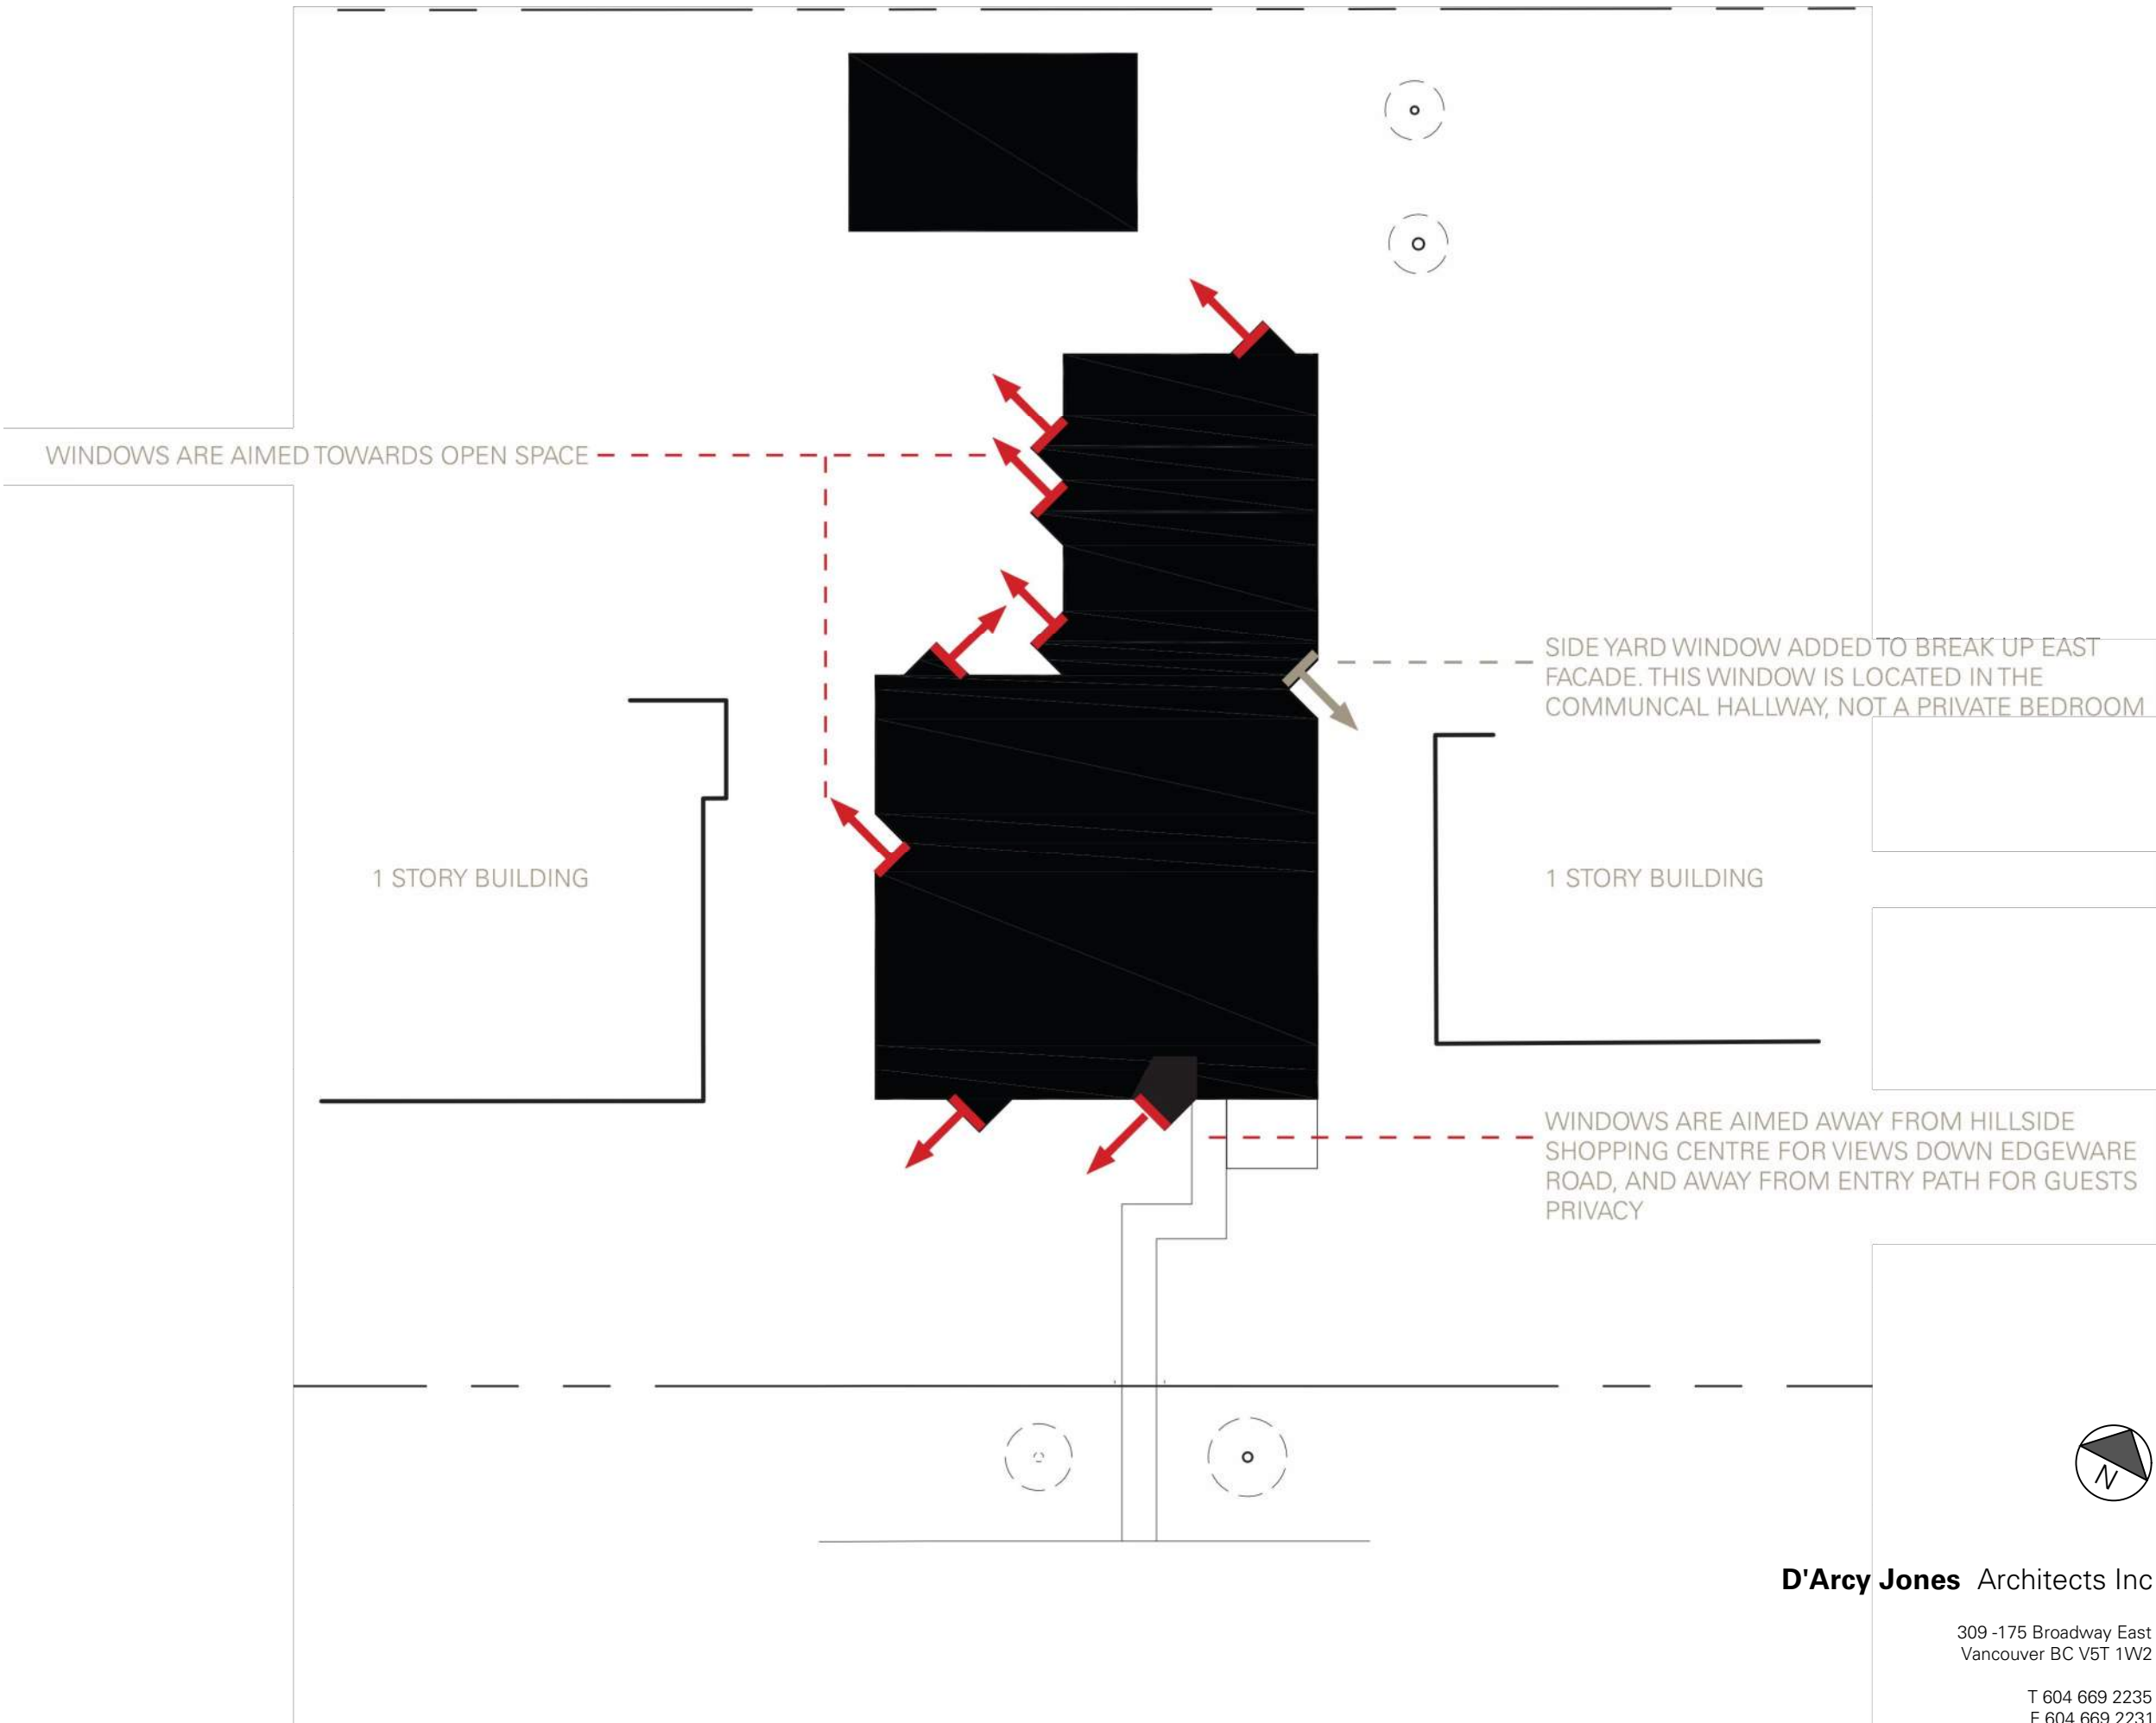 WINDOWS ARE AIMED TOWARDS OPEN SPACE
SIDE YARD WINDOW ADDED TO BREAK UP EAST
FACADE. THIS WINDOW IS LOCATED IN THE
COMMUNCAL HALLWAY, NOT A PRIVATE BEDROOM
1 STORY BUILDING
1 STORY BUILDING
WINDOWS ARE AIMED AWAY FROM HILLSIDE
SHOPPING CENTRE FOR VIEWS DOWN EDGEWARE
ROAD, AND AWAY FROM ENTRY PATH FOR GUESTS
PRIVACY
N
D'Arcy Jones Architects Inc
309 -175 Broadway East
Vancouver BC V5T 1W2
T 604 669 2235
F 604 669 2231